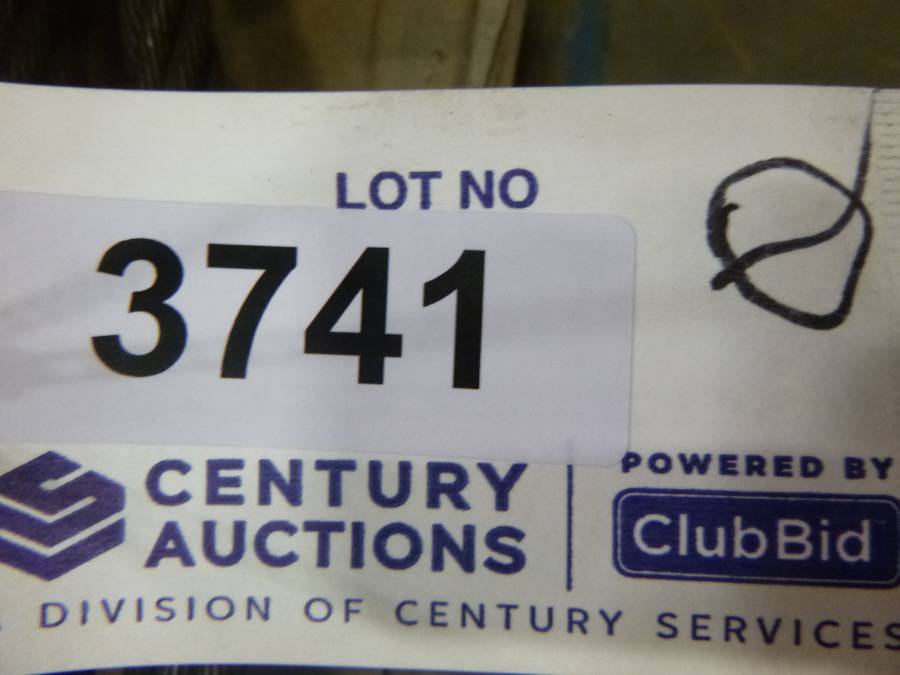 LOT NO
3741
CENTURY
AUCTIONS
POWERED BY
ClubBid
DIVISION OF CENTURY SERVICES